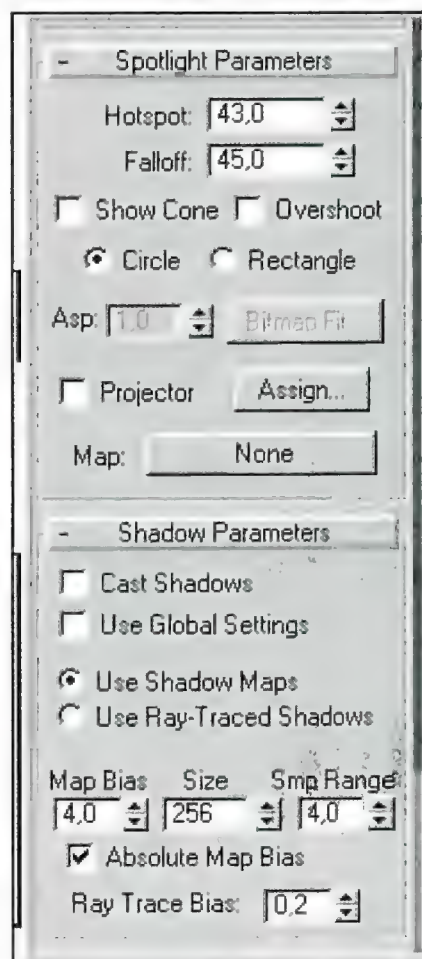 - Spotlight Parameters
Hotspot: 43,0
Falloff: 45,0
Show Cone Overshoot
Circle Rectangle
Asp: 1,0 Bitmap Fit
Projector Assign...
Map: None
- Shadow Parameters
Cast Shadows
Use Global Settings
Use Shadow Maps
Use Ray-Traced Shadows
Map Bias Size Smp Range
4,0 256 4,0
Absolute Map Bias
Ray Trace Bias: 0,2